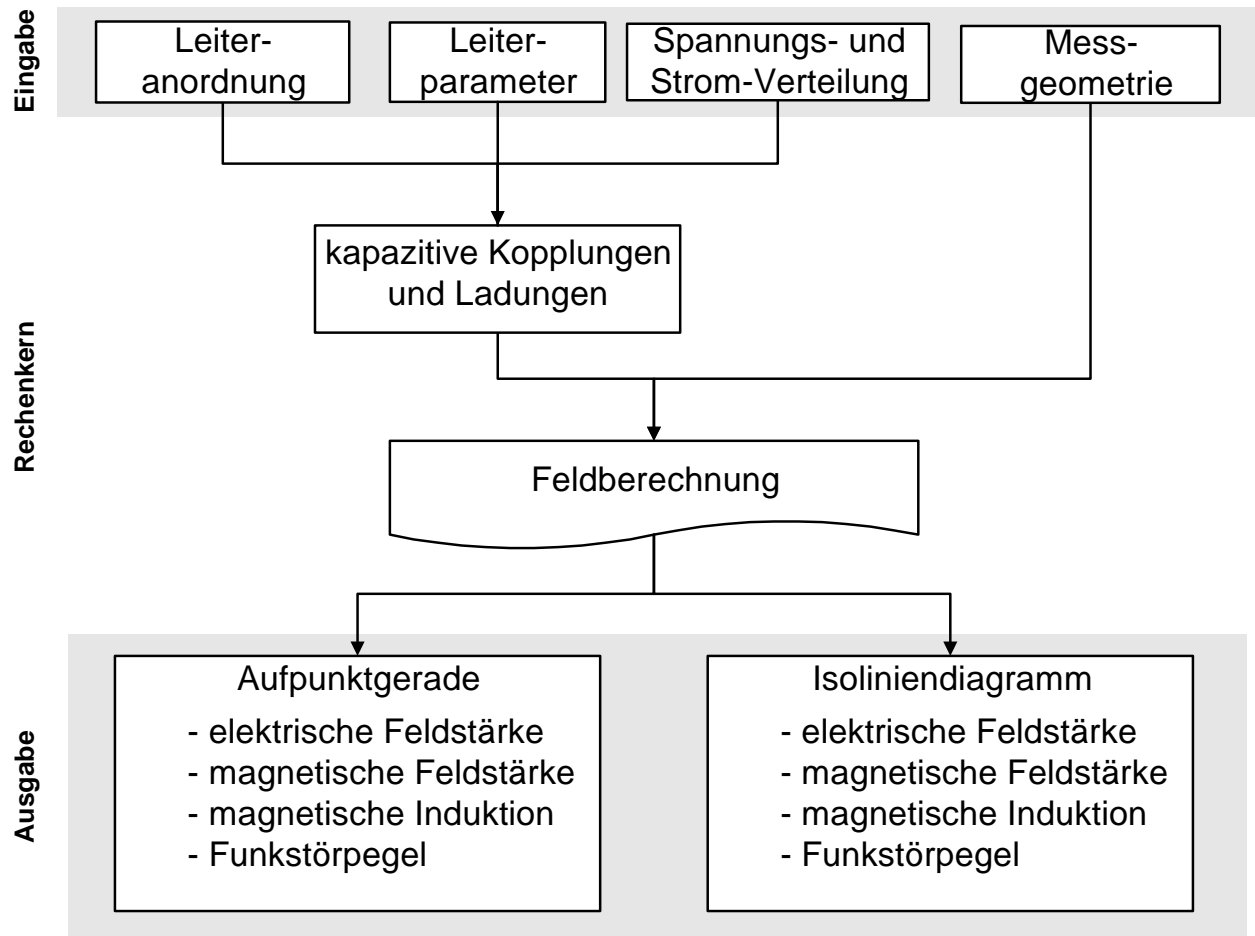 Eingabe
Leiter-
anordnung
Leiter-
parameter
Spannungs- und
Strom-Verteilung
Mess-
geometrie
Rechenkern
kapazitive Kopplungen
und Ladungen
Feldberechnung
Ausgabe
Aufpunktgerade
- elektrische Feldstärke
- magnetische Feldstärke
- magnetische Induktion
- Funkstörpegel
Isoliniendiagramm
- elektrische Feldstärke
- magnetische Feldstärke
- magnetische Induktion
- Funkstörpegel